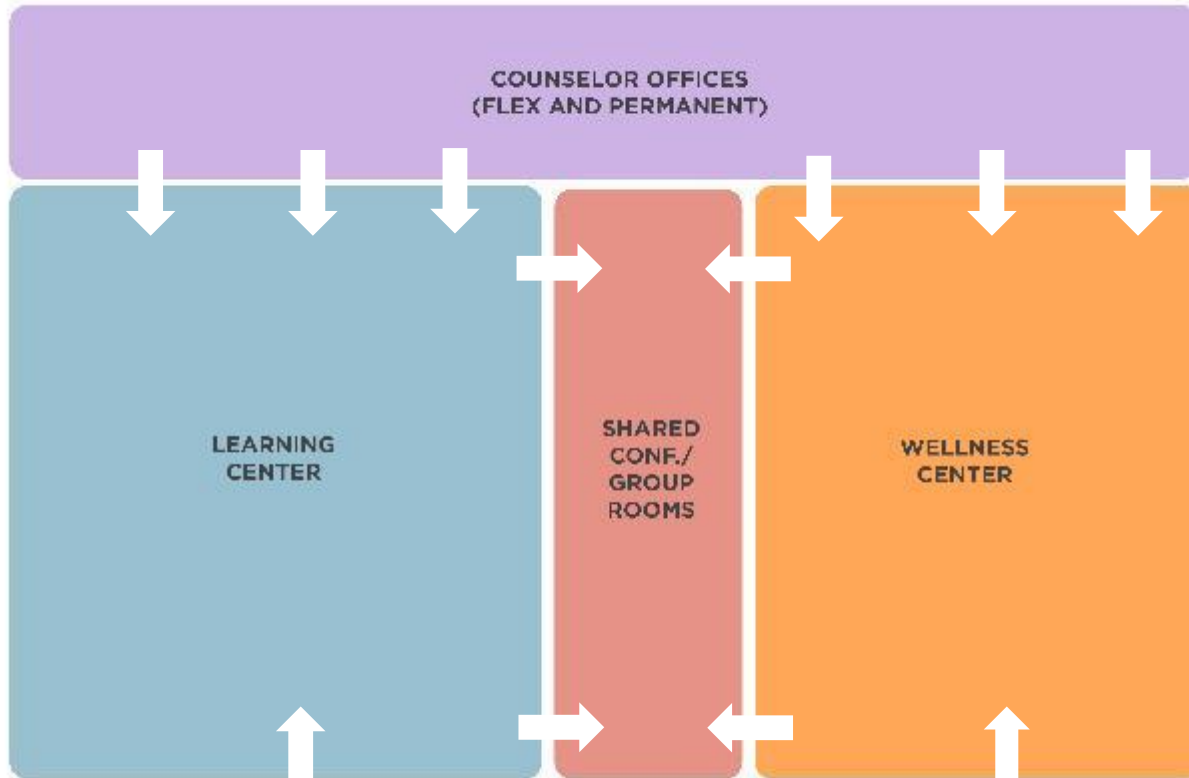 COUNSELOR OFFICES
(FLEX AND PERMANENT)
LEARNING
CENTER
SHARED
CONF./
GROUP
ROOMS
WELLNESS
CENTER